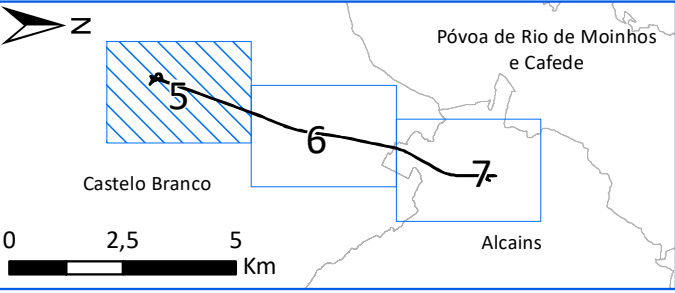 N
Póvoa de Rio de Moinhos
e Cafede
5
6
7
Castelo Branco
Alcains
0 2,5 5
Km